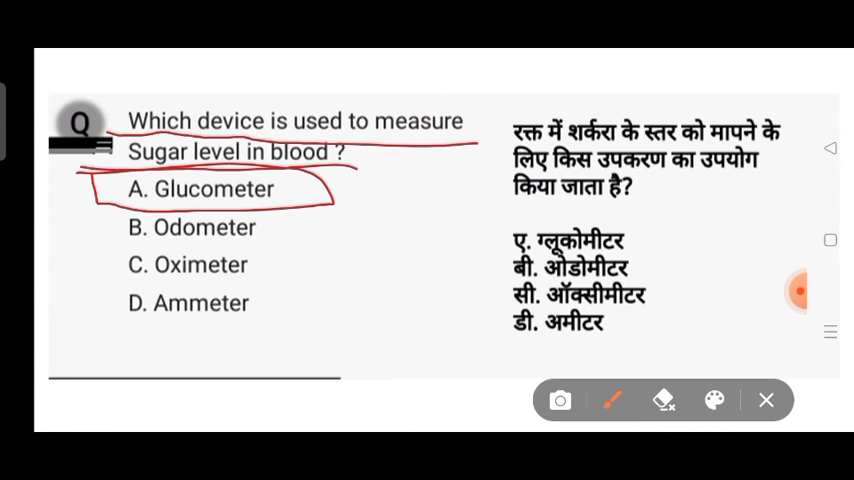 Q
Which device is used to measure
Sugar level in blood ?
A. Glucometer
B. Odometer
C. Oximeter
D. Ammeter
रक्त में शर्करा के स्तर को मापने के
लिए किस उपकरण का उपयोग
किया जाता है?
ए. ग्लूकोमीटर
बी. ओडोमीटर
सी. ऑक्सीमीटर
डी. अमीटर